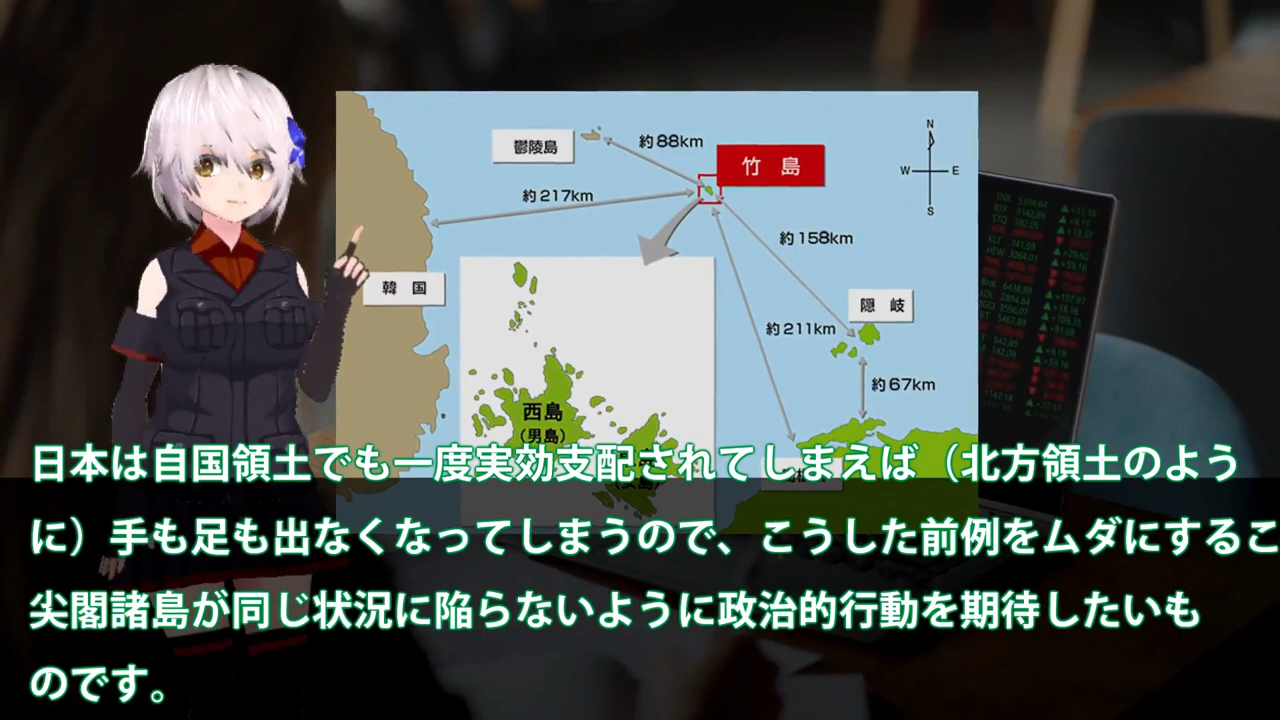 N
W
E
S
鬱陵島
約88km
竹 島
約217km
約158km
韓 国
隠 岐
約211km
約67km
西島
(男島)
日本は自国領土でも一度実効支配されてしまえば（北方領土のよう
に）手も足も出なくなってしまうので、こうした前例をムダにするこ
尖閣諸島が同じ状況に陥らないように政治的行動を期待したいも
のです。